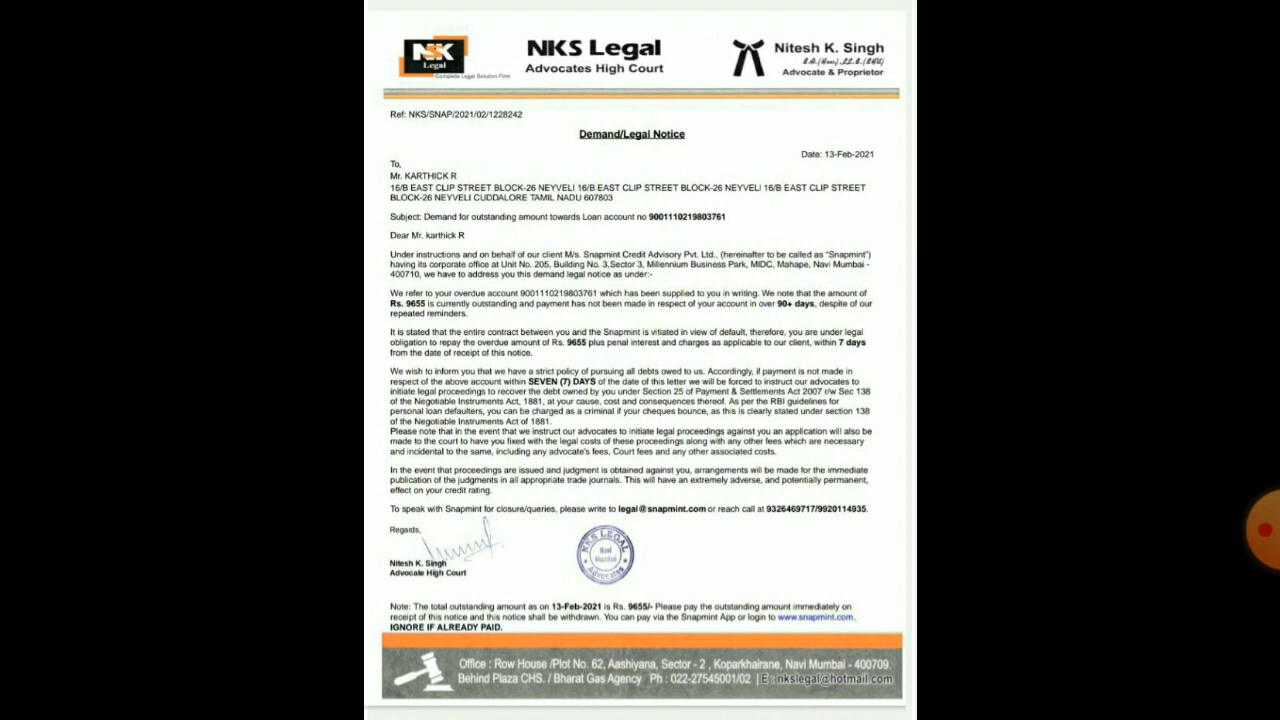 NSK
Legal
Complete Legal Solution Firm
NKS Legal
Advocates High Court
Nitesh K. Singh
B.A.(Hons), LL.B.(BHU)
Advocate & Proprietor
Ref: NKS/SNAP/2021/02/1228242
Demand/Legal Notice
Date: 13-Feb-2021
To,
Mr. KARTHICK R
16/B EAST CLIP STREET BLOCK-26 NEYVELI 16/B EAST CLIP STREET BLOCK-26 NEYVELI 16/B EAST CLIP STREET
BLOCK-26 NEYVELI CUDDALORE TAMIL NADU 607803
Subject: Demand for outstanding amount towards Loan account no 9001110219803761
Dear Mr. karthick R
Under instructions and on behalf of our client M/s. Snapmint Credit Advisory Pvt. Ltd., (hereinafter to be called as "Snapmint")
having its corporate office at Unit No. 205, Building No. 3,Sector 3, Millennium Business Park, MIDC, Mahape, Navi Mumbai -
400710, we have to address you this demand legal notice as under:-
We refer to your overdue account 9001110219803761 which has been supplied to you in writing. We note that the amount of
Rs. 9655 is currently outstanding and payment has not been made in respect of your account in over 90+ days, despite of our
repeated reminders.
It is stated that the entire contract between you and the Snapmint is vitiated in view of default, therefore, you are under legal
obligation to repay the overdue amount of Rs. 9655 plus penal interest and charges as applicable to our client, within 7 days
from the date of receipt of this notice.
We wish to inform you that we have a strict policy of pursuing all debts owed to us. Accordingly, if payment is not made in
respect of the above account within SEVEN (7) DAYS of the date of this letter we will be forced to instruct our advocates to
initiate legal proceedings to recover the debt owned by you under Section 25 of Payment & Settlements Act 2007 r/w Sec 138
of the Negotiable Instruments Act, 1881, at your cause, cost and consequences thereof. As per the RBI guidelines for
personal loan defaulters, you can be charged as a criminal if your cheques bounce, as this is clearly stated under section 138
of the Negotiable Instruments Act of 1881.
Please note that in the event that we instruct our advocates to initiate legal proceedings against you an application will also be
made to the court to have you fixed with the legal costs of these proceedings along with any other fees which are necessary
and incidental to the same, including any advocate's fees, Court fees and any other associated costs.
In the event that proceedings are issued and judgment is obtained against you, arrangements will be made for the immediate
publication of the judgments in all appropriate trade journals. This will have an extremely adverse, and potentially permanent,
effect on your credit rating.
To speak with Snapmint for closure/queries, please write to legal@snapmint.com or reach call at 9326469717/9920114935.
Regards,
Nitesh K. Singh
Advocate High Court
NKS LEGAL
Navi
Mumbai
Advocates
Note: The total outstanding amount as on 13-Feb-2021 is Rs. 9655/- Please pay the outstanding amount immediately on
receipt of this notice and this notice shall be withdrawn. You can pay via the Snapmint App or login to www.snapmint.com.
IGNORE IF ALREADY PAID.
Office : Row House /Plot No. 62, Aashiyana, Sector - 2 , Koparkhairane, Navi Mumbai - 400709.
Behind Plaza CHS. / Bharat Gas Agency Ph : 022-27545001/02 | E : nkslegal@hotmail.com